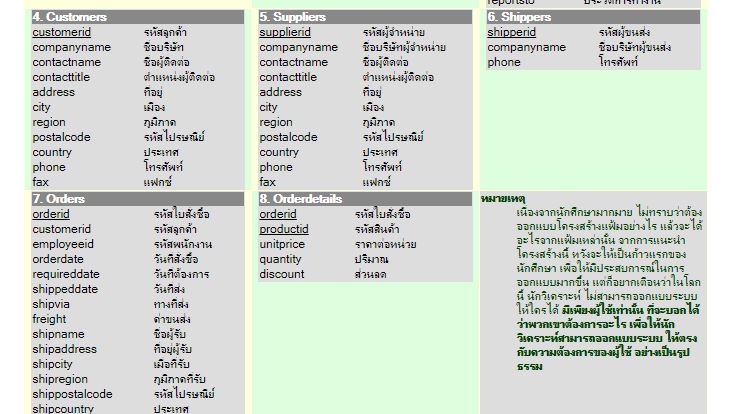 reportsto ประวัติการทำงาน
4. Customers
customerid รหัสลูกค้า
companyname ชื่อบริษัท
contactname ชื่อผู้ติดต่อ
contacttitle ตำแหน่งผู้ติดต่อ
address ที่อยู่
city เมือง
region ภูมิภาค
postalcode รหัสไปรษณีย์
country ประเทศ
phone โทรศัพท์
fax แฟกซ์
5. Suppliers
supplierid รหัสผู้จำหน่าย
companyname ชื่อบริษัทผู้จำหน่าย
contactname ชื่อผู้ติดต่อ
contacttitle ตำแหน่งผู้ติดต่อ
address ที่อยู่
city เมือง
region ภูมิภาค
postalcode รหัสไปรษณีย์
country ประเทศ
phone โทรศัพท์
fax แฟกซ์
6. Shippers
shipperid รหัสผู้ขนส่ง
companyname ชื่อบริษัทผู้ขนส่ง
phone โทรศัพท์
7. Orders
orderid รหัสใบสั่งซื้อ
customerid รหัสลูกค้า
employeeid รหัสพนักงาน
orderdate วันที่สั่งซื้อ
requireddate วันที่ต้องการ
shippeddate วันที่ส่ง
shipvia ทางที่ส่ง
freight ค่าขนส่ง
shipname ชื่อผู้รับ
shipaddress ที่อยู่ผู้รับ
shipcity เมืองที่รับ
shipregion ภูมิภาคที่รับ
shippostalcode รหัสไปรษณีย์
shipcountry ประเทศ
8. Orderdetails
orderid รหัสใบสั่งซื้อ
productid รหัสสินค้า
unitprice ราคาต่อหน่วย
quantity ปริมาณ
discount ส่วนลด
หมายเหตุ
เนื่องจากนักศึกษามากมาย ไม่ทราบว่าต้อง
ออกแบบโครงสร้างแฟ้มอย่างไร แล้วจะได้
อะไรจากแฟ้มเหล่านั้น จากการแนะนำ
โครงสร้างนี้ หวังจะให้เป็นก้าวแรกของ
นักศึกษา เพื่อให้มีประสบการณ์ในการ
ออกแบบมากขึ้น แต่ก็อยากเตือนว่าในโลก
นี้ นักวิเคราะห์ ไม่สามารถออกแบบระบบ
ให้ใครได้ มีเพียงผู้ใช้เท่านั้น ที่จะบอกได้
ว่าพวกเขาต้องการอะไร เพื่อให้นัก
วิเคราะห์สามารถออกแบบระบบ ให้ตรง
กับความต้องการของผู้ใช้ อย่างเป็นรูป
ธรรม